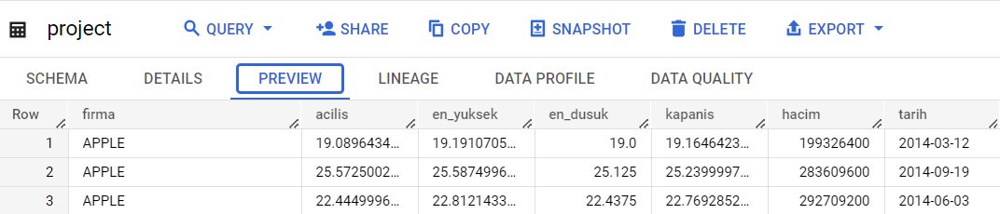 project QUERY SHARE COPY SNAPSHOT DELETE EXPORT
SCHEMA DETAILS PREVIEW LINEAGE DATA PROFILE DATA QUALITY
Row firma acilis en_yuksek en_dusuk kapanis hacim tarih
1 APPLE 19.0896434... 19.1910705... 19.0 19.1646423... 199326400 2014-03-12
2 APPLE 25.5725002... 25.5874996... 25.125 25.2399997... 283609600 2014-09-19
3 APPLE 22.4449996... 22.8121433... 22.4375 22.7692852... 292709200 2014-06-03